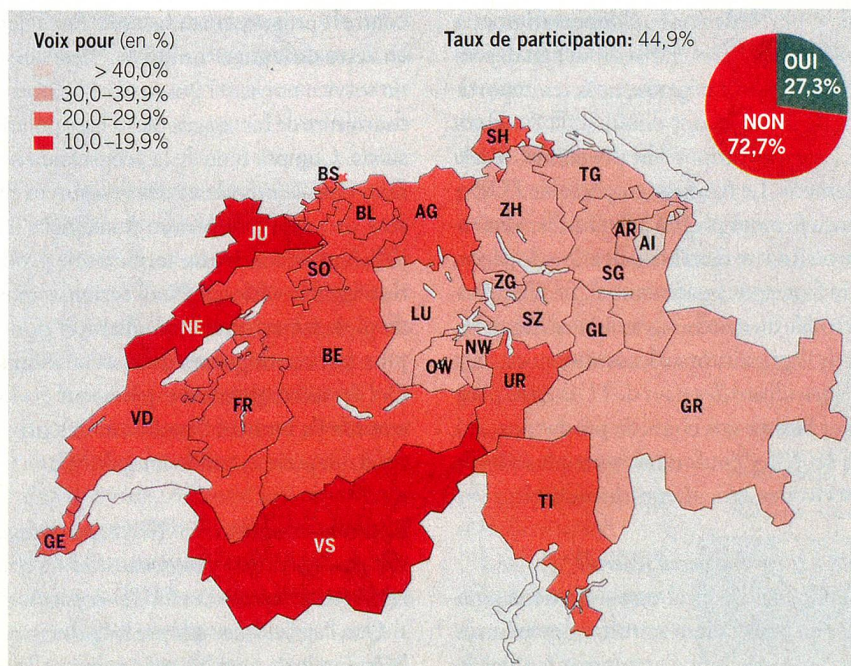 Voix pour (en %)
> 40,0%
30,0–39,9%
20,0–29,9%
10,0–19,9%
Taux de participation: 44,9%
OUI
27,3%
NON
72,7%
SH
BS
BL
AG
ZH
TG
AR
AI
JU
SO
SG
ZG
NE
LU
SZ
GL
BE
OW
NW
UR
GR
VD
FR
TI
GE
VS